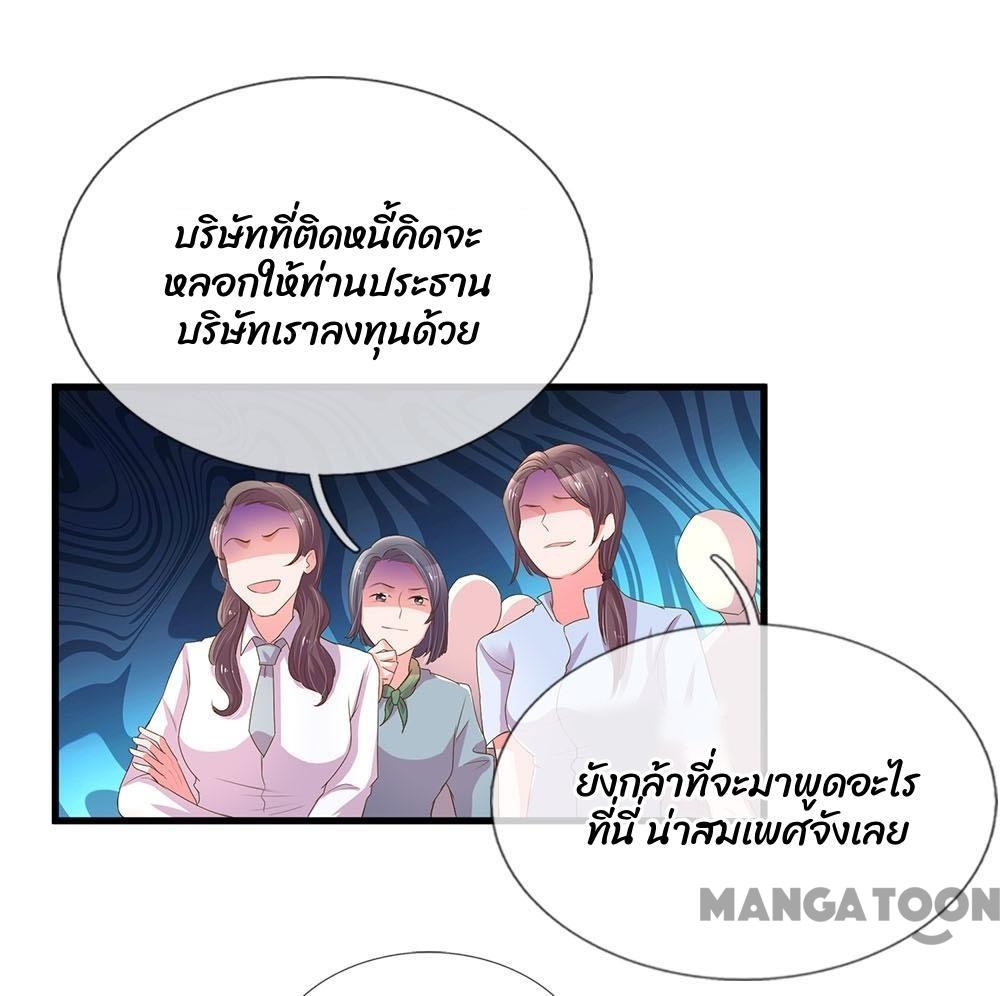 บริษัทที่ติดหนี้คิดจะ
หลอกให้ท่านประธาน
บริษัทเราลงทุนด้วย
ยังกล้าที่จะมาพูดอะไร
ที่นี่ น่าสมเพศจังเลย
MANGATOON